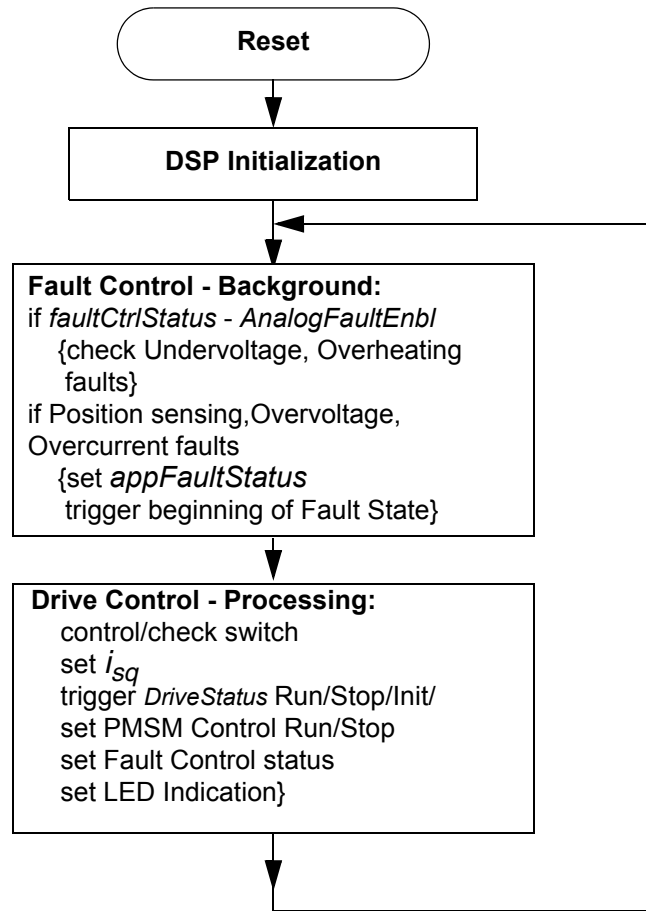 Reset
DSP Initialization
Fault Control - Background:
if faultCtrlStatus - AnalogFaultEnbl
{check Undervoltage, Overheating
faults}
if Position sensing,Overvoltage,
Overcurrent faults
{set appFaultStatus
trigger beginning of Fault State}
Drive Control - Processing:
control/check switch
set isq
trigger DriveStatus Run/Stop/Init/
set PMSM Control Run/Stop
set Fault Control status
set LED Indication}